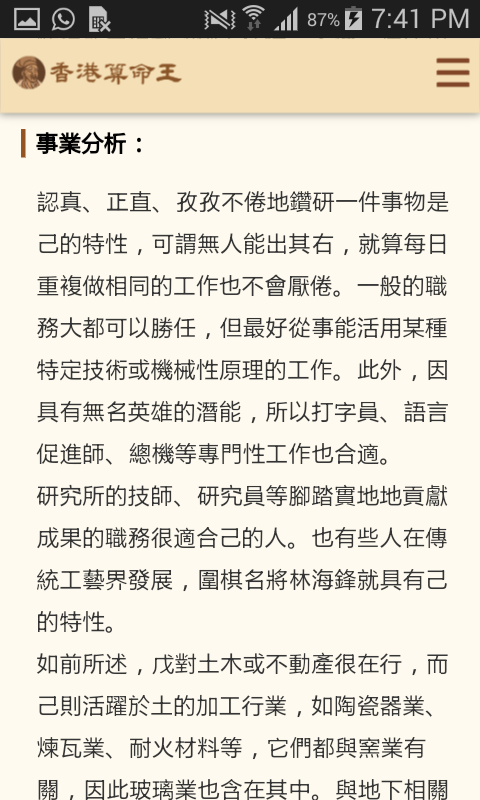 87% 7:41 PM
香港算命王
事業分析：
認真、正直、孜孜不倦地鑽研一件事物是
己的特性，可謂無人能出其右，就算每日
重複做相同的工作也不會厭倦。一般的職
務大都可以勝任，但最好從事能活用某種
特定技術或機械性原理的工作。此外，因
具有無名英雄的潛能，所以打字員、語言
促進師、總機等專門性工作也合適。
研究所的技師、研究員等腳踏實地地貢獻
成果的職務很適合己的人。也有些人在傳
統工藝界發展，圍棋名將林海鋒就具有己
的特性。
如前所述，戊對土木或不動產很在行，而
己則活躍於土的加工行業，如陶瓷器業、
煉瓦業、耐火材料等，它們都與窯業有
關，因此玻璃業也含在其中。與地下相關